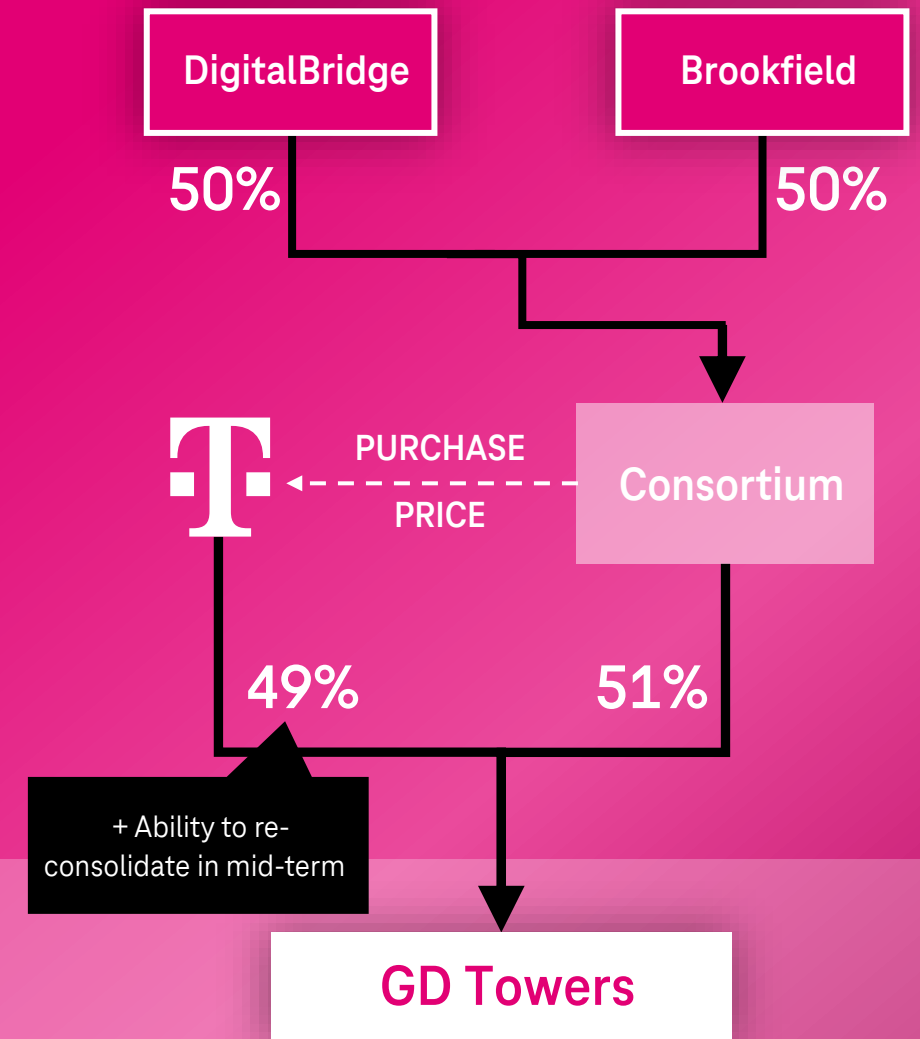 DigitalBridge
Brookfield
50%
50%
T
PURCHASE
PRICE
Consortium
49%
51%
+ Ability to re-
consolidate in mid-term
GD Towers